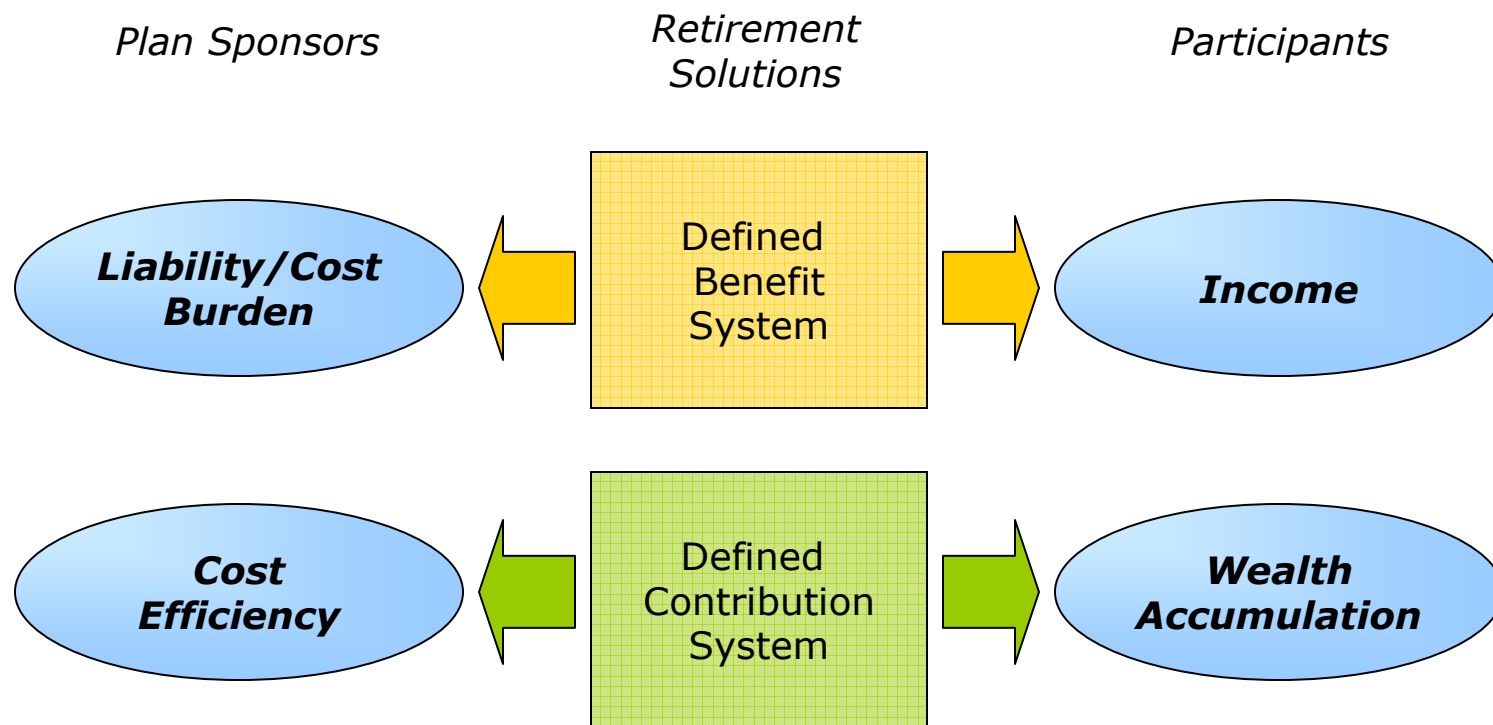 Plan Sponsors
Retirement
Solutions
Participants
Liability/Cost
Burden
Defined
Benefit
System
Income
Cost
Efficiency
Defined
Contribution
System
Wealth
Accumulation